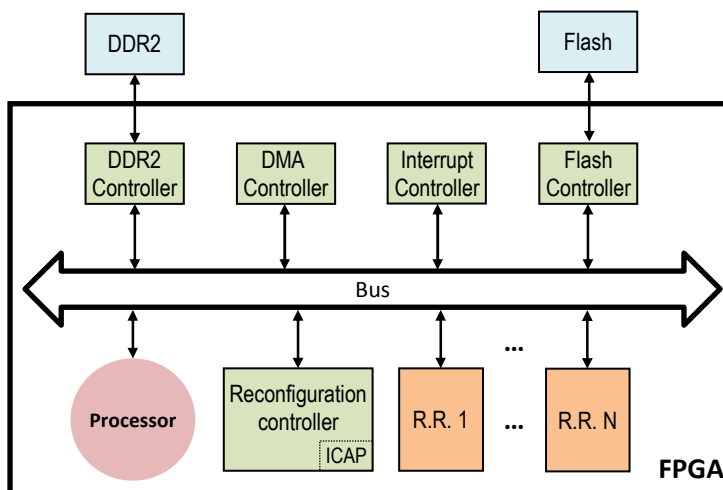 DDR2
Flash
DDR2
Controller
DMA
Controller
Interrupt
Controller
Flash
Controller
Bus
Processor
Reconfiguration
controller
ICAP
R.R. 1
...
...
R.R. N
FPGA